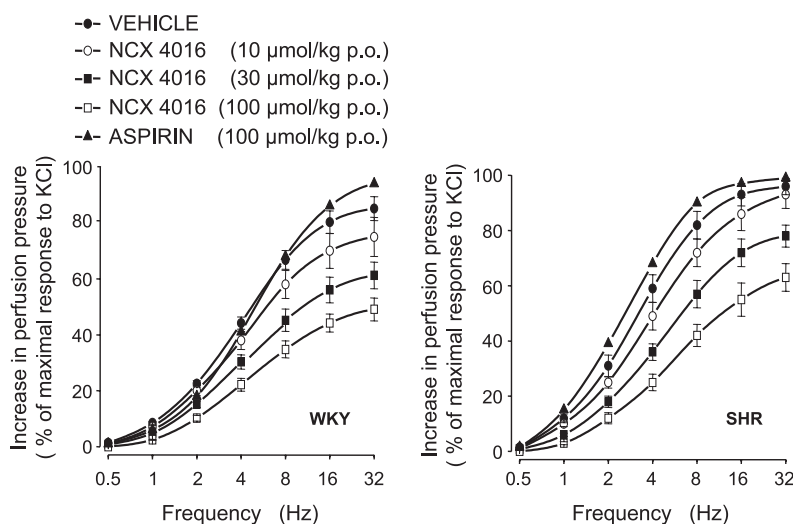 VEHICLE
NCX 4016 (10 µmol/kg p.o.)
NCX 4016 (30 µmol/kg p.o.)
NCX 4016 (100 µmol/kg p.o.)
ASPIRIN (100 µmol/kg p.o.)
Increase in perfusion pressure
( % of maximal response to KCl)
100
80
60
40
20
0
0.5 1 2 4 8 16 32
WKY
Frequency (Hz)
Increase in perfusion pressure
( % of maximal response to KCl)
100
80
60
40
20
0
0.5 1 2 4 8 16 32
SHR
Frequency (Hz)